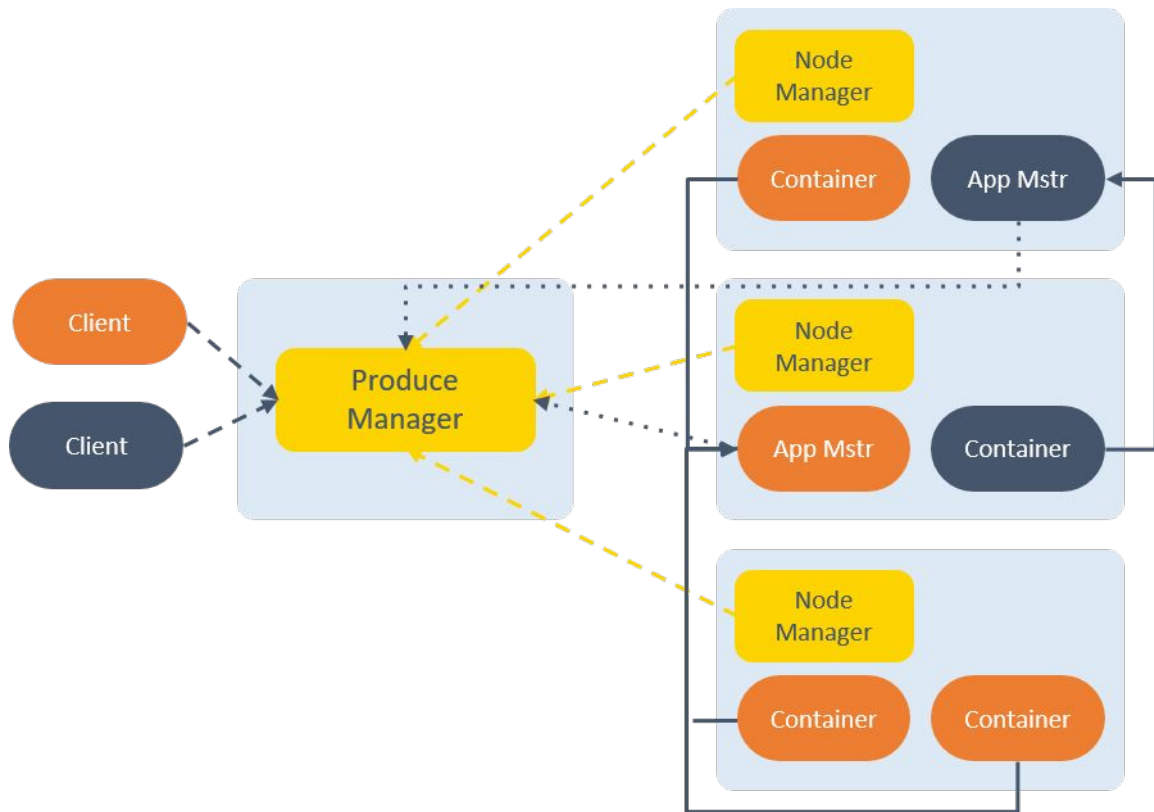 Node
Manager
Container
App Mstr
Client
Client
Produce
Manager
Node
Manager
App Mstr
Container
Node
Manager
Container
Container